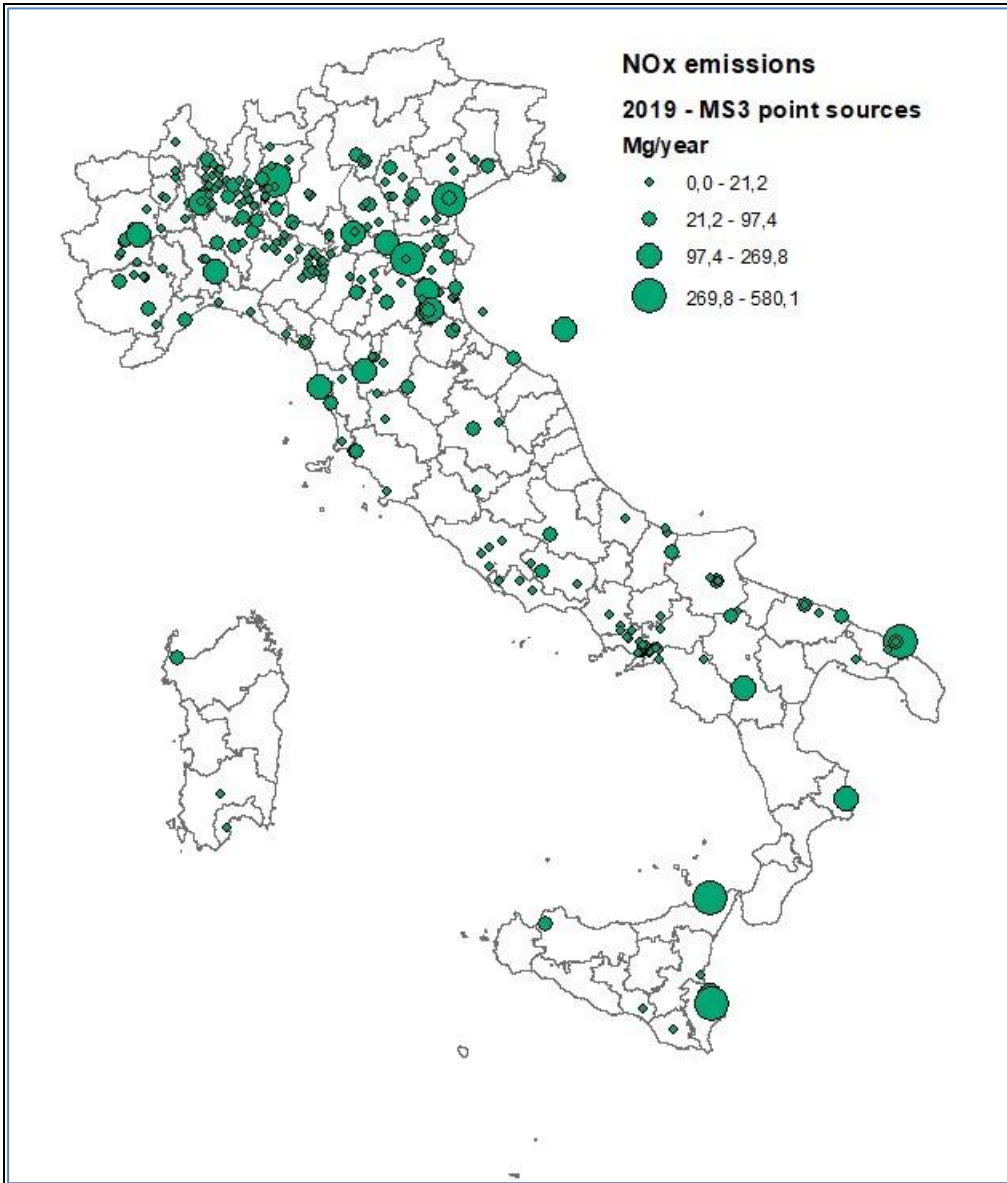 NOx emissions
2019 - MS3 point sources
Mg/year
0,0 - 21,2
21,2 - 97,4
97,4 - 269,8
269,8 - 580,1